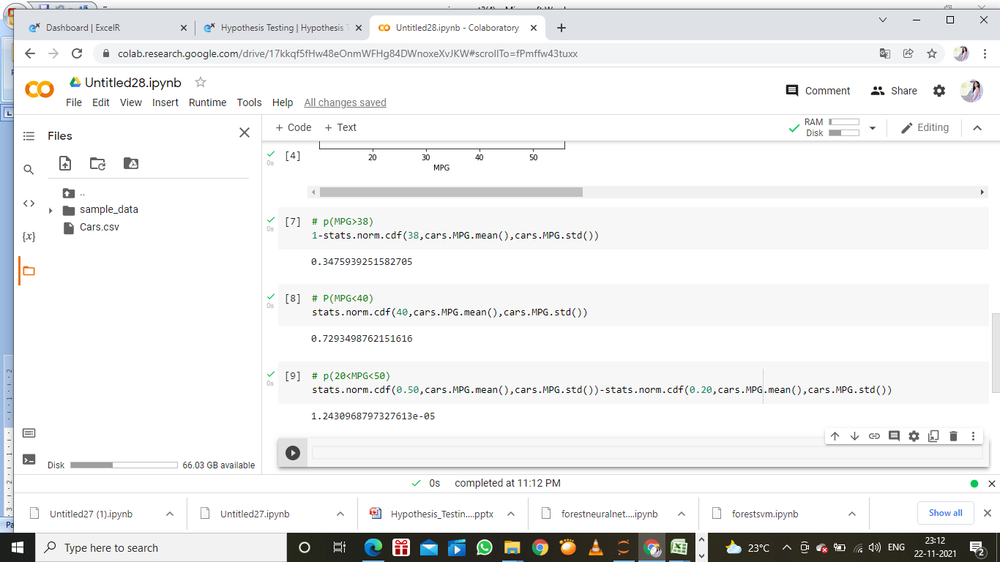 Dashboard | ExcelR
Hypothesis Testing | Hypothesis
Untitled28.ipynb - Colaboratory
colab.research.google.com/drive/17kkqf5fHw48eOnmWFHg84DWnoxeXvJKW#scrollTo=fPmffw43tuxx
CO
Untitled28.ipynb
Comment
Share
File Edit View Insert Runtime Tools Help All changes saved
Files
+ Code + Text
RAM
Disk
Editing
[4]
0s
20 30 40 50
MPG
..
sample_data
Cars.csv
{x}
[7] # p(MPG>38)
0s
1-stats.norm.cdf(38,cars.MPG.mean(),cars.MPG.std())
0.3475939251582705
[8] # P(MPG<40)
0s
stats.norm.cdf(40,cars.MPG.mean(),cars.MPG.std())
0.7293498762151616
[9] # p(20<MPG<50)
0s
stats.norm.cdf(0.50,cars.MPG.mean(),cars.MPG.std())-stats.norm.cdf(0.20,cars.MPG.mean(),cars.MPG.std())
1.2430968797327613e-05
Disk 66.03 GB available
0s completed at 11:12 PM
Untitled27 (1).ipynb
Untitled27.ipynb
Hypothesis_Testin....pptx
forestneuralnet....ipynb
forestsvm.ipynb
Show all
Type here to search
23°C
ENG
23:12
22-11-2021
2